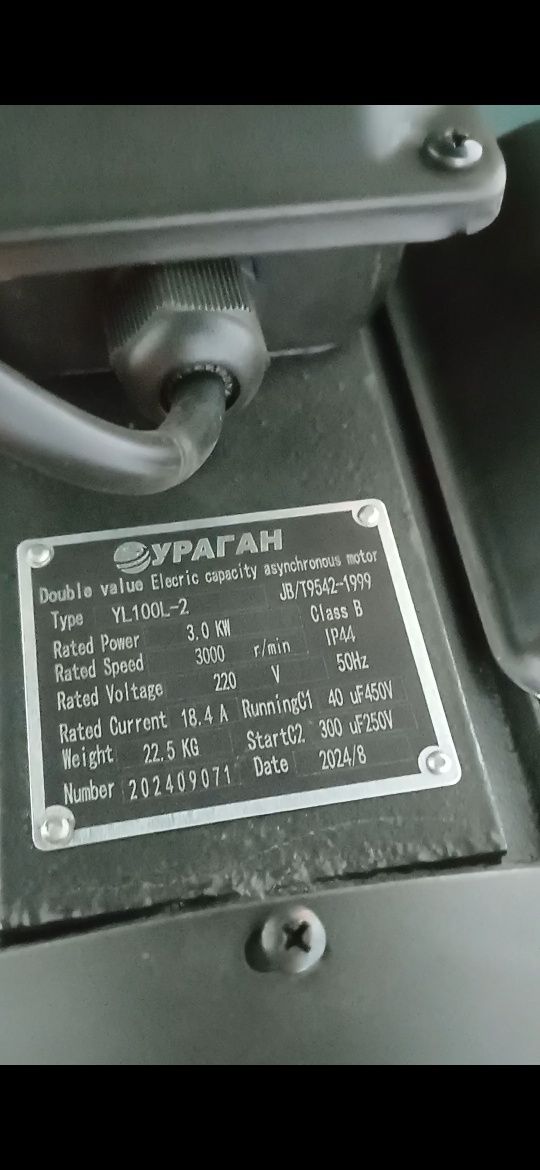 УРАГАН
Double value Elecric capacity asynchronous motor
Type YL100L-2 JB/T9542-1999
Rated Power 3.0 KW Class B
Rated Speed 3000 r/min IP44
Rated Voltage 220 V 50Hz
Rated Current 18.4 A RunningC1 40 uF450V
Weight 22.5 KG StartC2 300 uF250V
Number 202409071 Date 2024/8